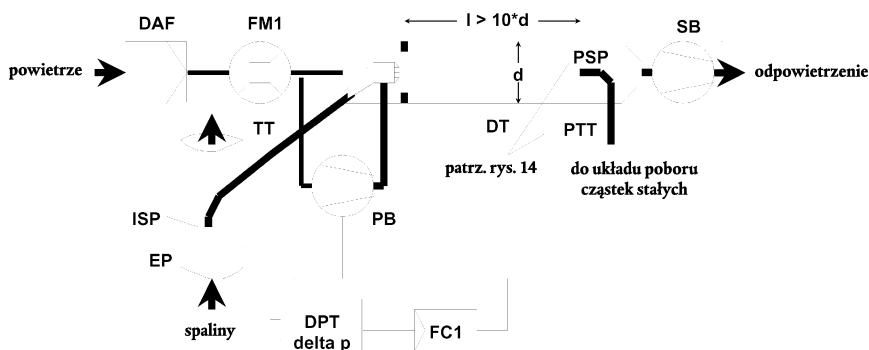 DAF
FM1
l > 10*d
SB
powietrze
d
PSP
odpowietrzenie
TT
DT
PTT
patrz. rys. 14
do układu poboru
cząstek stałych
ISP
PB
EP
spaliny
DPT
delta p
FC1